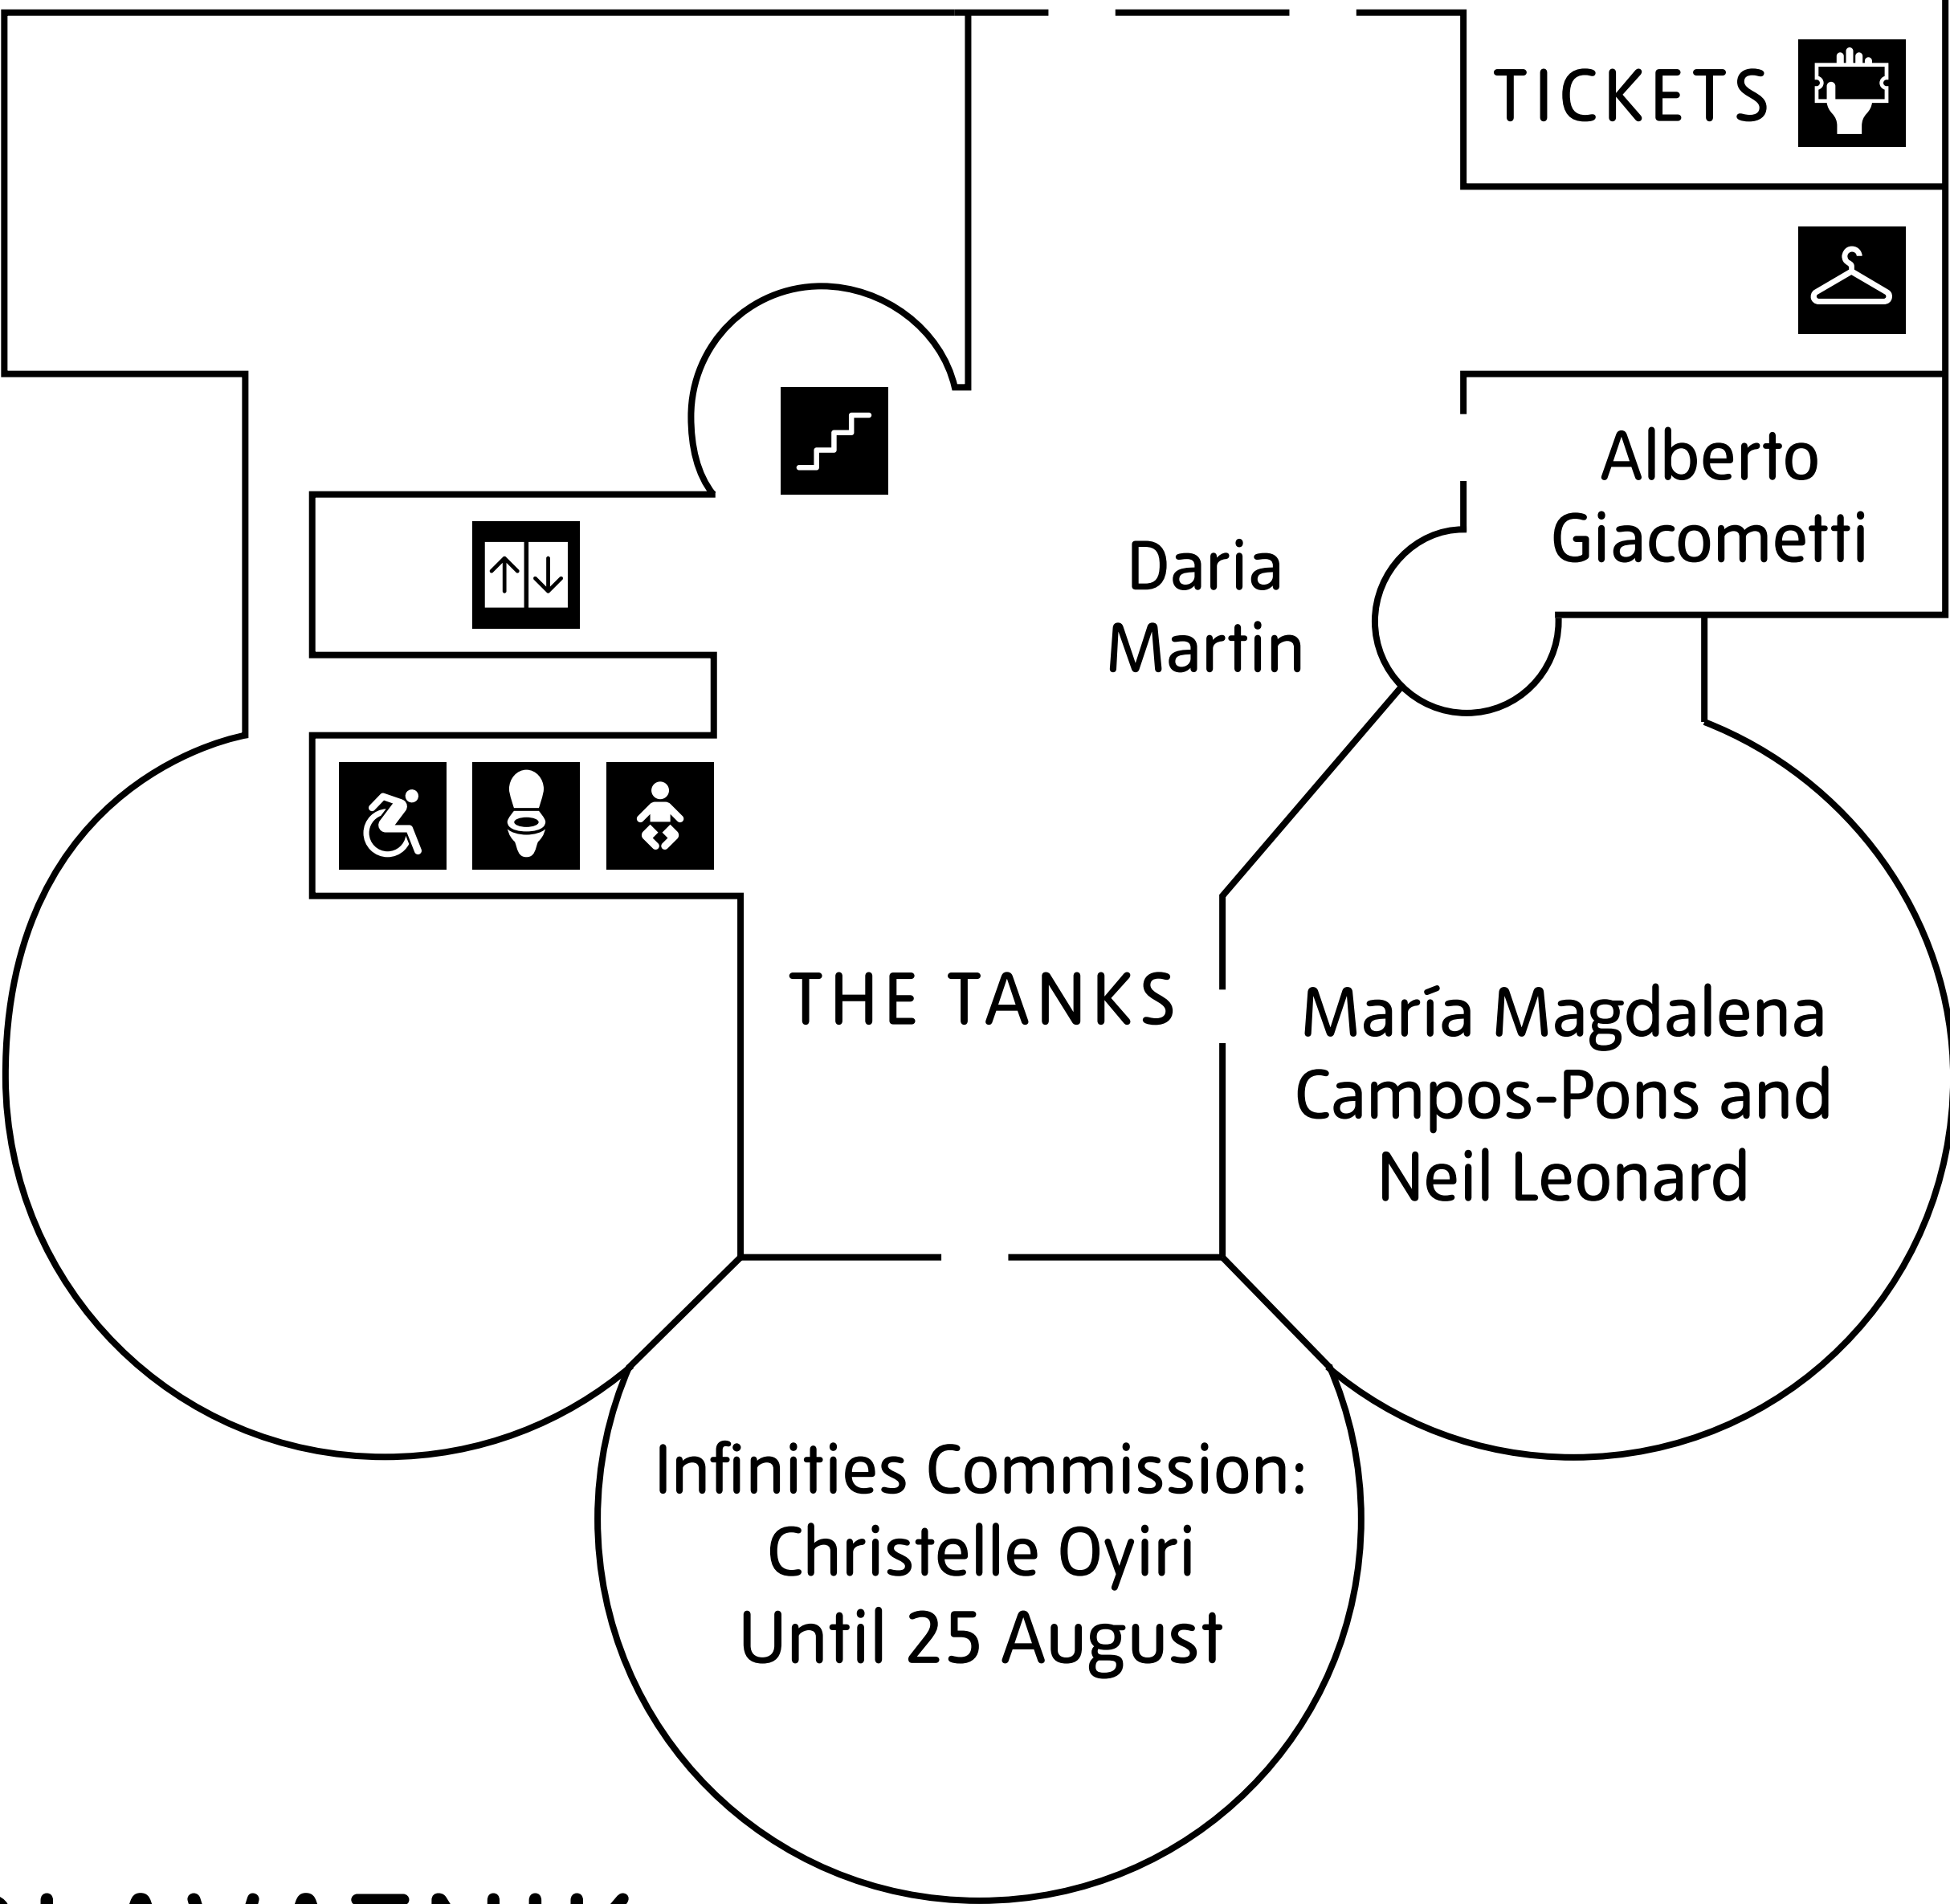 TICKETS
Alberto
Giacometti
Daria
Martin
THE TANKS
María Magdalena
Campos-Pons and
Neil Leonard
Infinities Commission:
Christelle Oyiri
Until 25 August